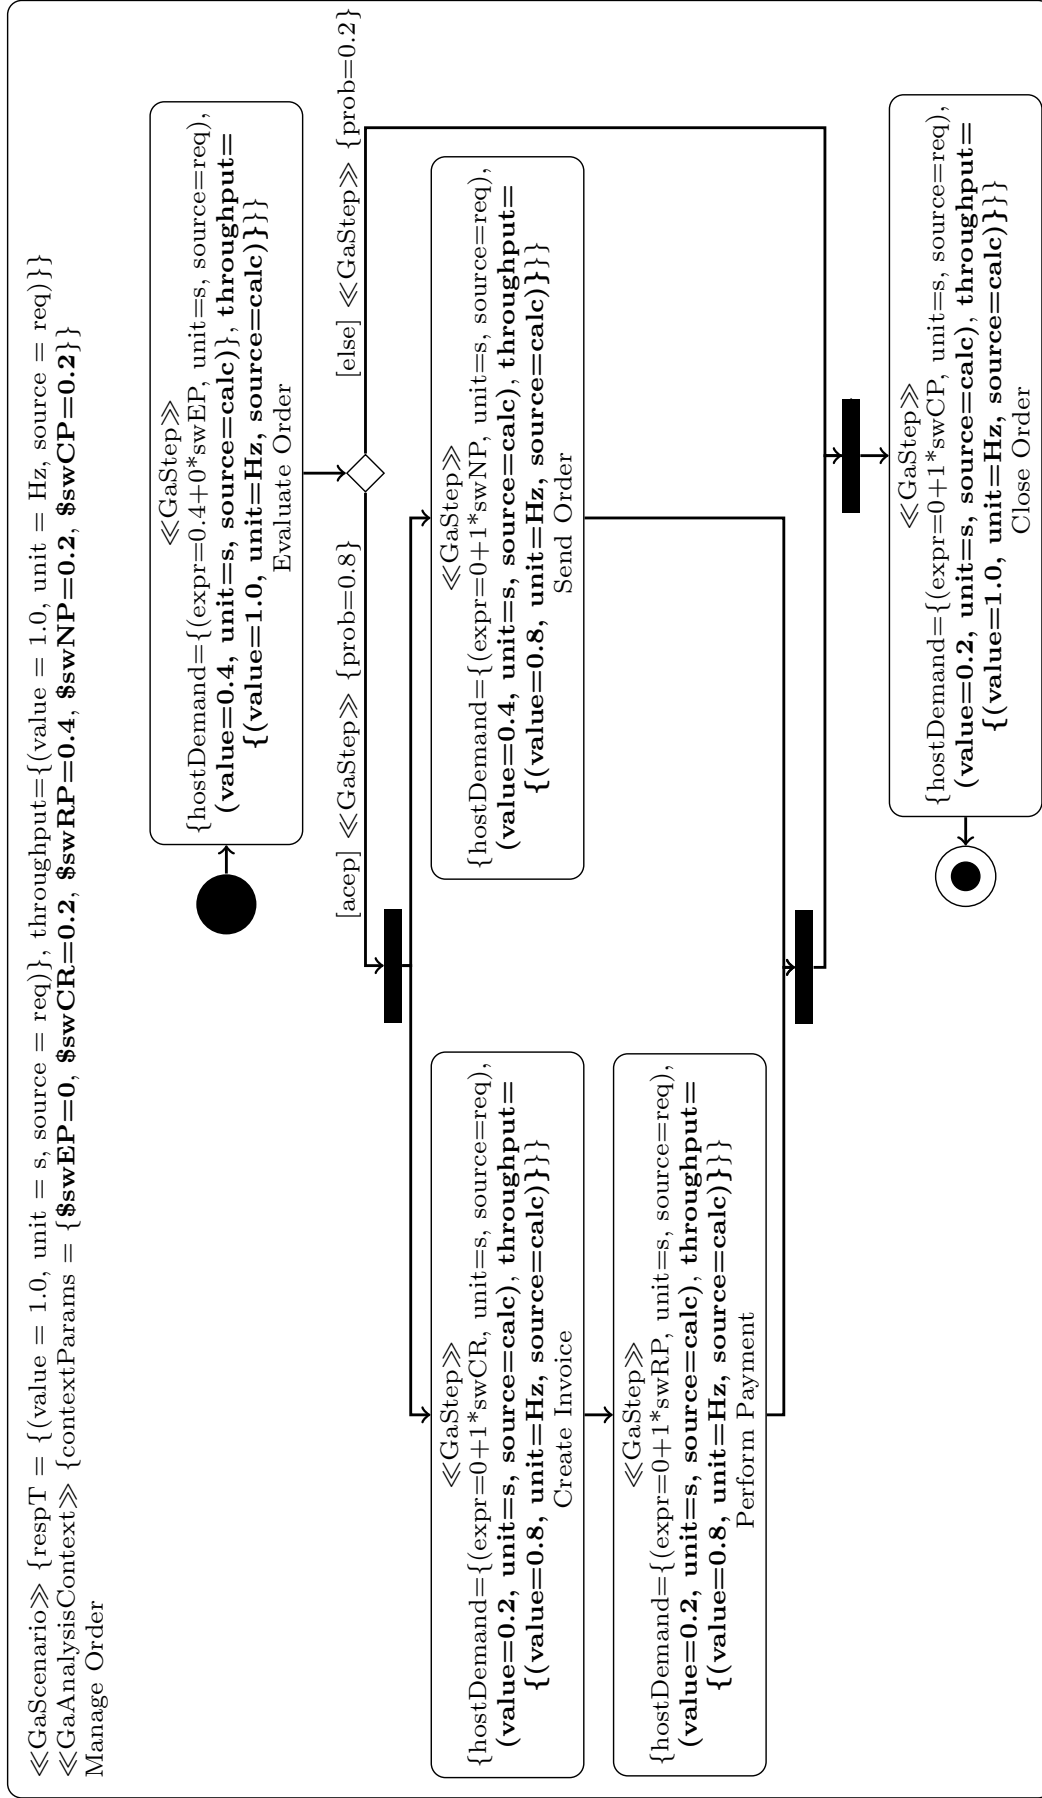 ≪GaScenario≫ {respT = {(value = 1.0, unit = s, source = req)}, throughput={(value = 1.0, unit = Hz, source = req)}}
≪GaAnalysisContext≫ {contextParams = {$swEP=0, $swCR=0.2, $swRP=0.4, $swNP=0.2, $swCP=0.2}}
Manage Order
≪GaStep≫
{hostDemand={(expr=0.4+0*swEP, unit=s, source=req),
(value=0.4, unit=s, source=calc)}, throughput=
{(value=1.0, unit=Hz, source=calc)}}}
Evaluate Order
[acep] ≪GaStep≫ {prob=0.8}
[else] ≪GaStep≫ {prob=0.2}
≪GaStep≫
{hostDemand={(expr=0+1*swCR, unit=s, source=req),
(value=0.2, unit=s, source=calc), throughput=
{(value=0.8, unit=Hz, source=calc)}}}
Create Invoice
≪GaStep≫
{hostDemand={(expr=0+1*swNP, unit=s, source=req),
(value=0.4, unit=s, source=calc), throughput=
{(value=0.8, unit=Hz, source=calc)}}}
Send Order
≪GaStep≫
{hostDemand={(expr=0+1*swRP, unit=s, source=req),
(value=0.2, unit=s, source=calc), throughput=
{(value=0.8, unit=Hz, source=calc)}}}
Perform Payment
≪GaStep≫
{hostDemand={(expr=0+1*swCP, unit=s, source=req),
(value=0.2, unit=s, source=calc), throughput=
{(value=1.0, unit=Hz, source=calc)}}}
Close Order